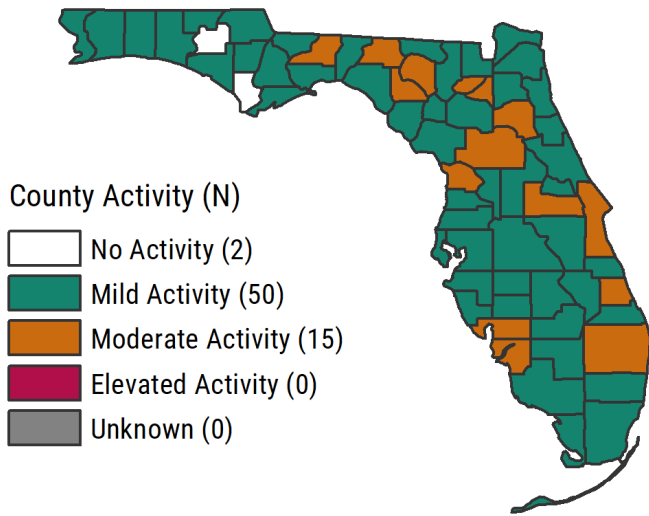 County Activity (N)
No Activity (2)
Mild Activity (50)
Moderate Activity (15)
Elevated Activity (0)
Unknown (0)